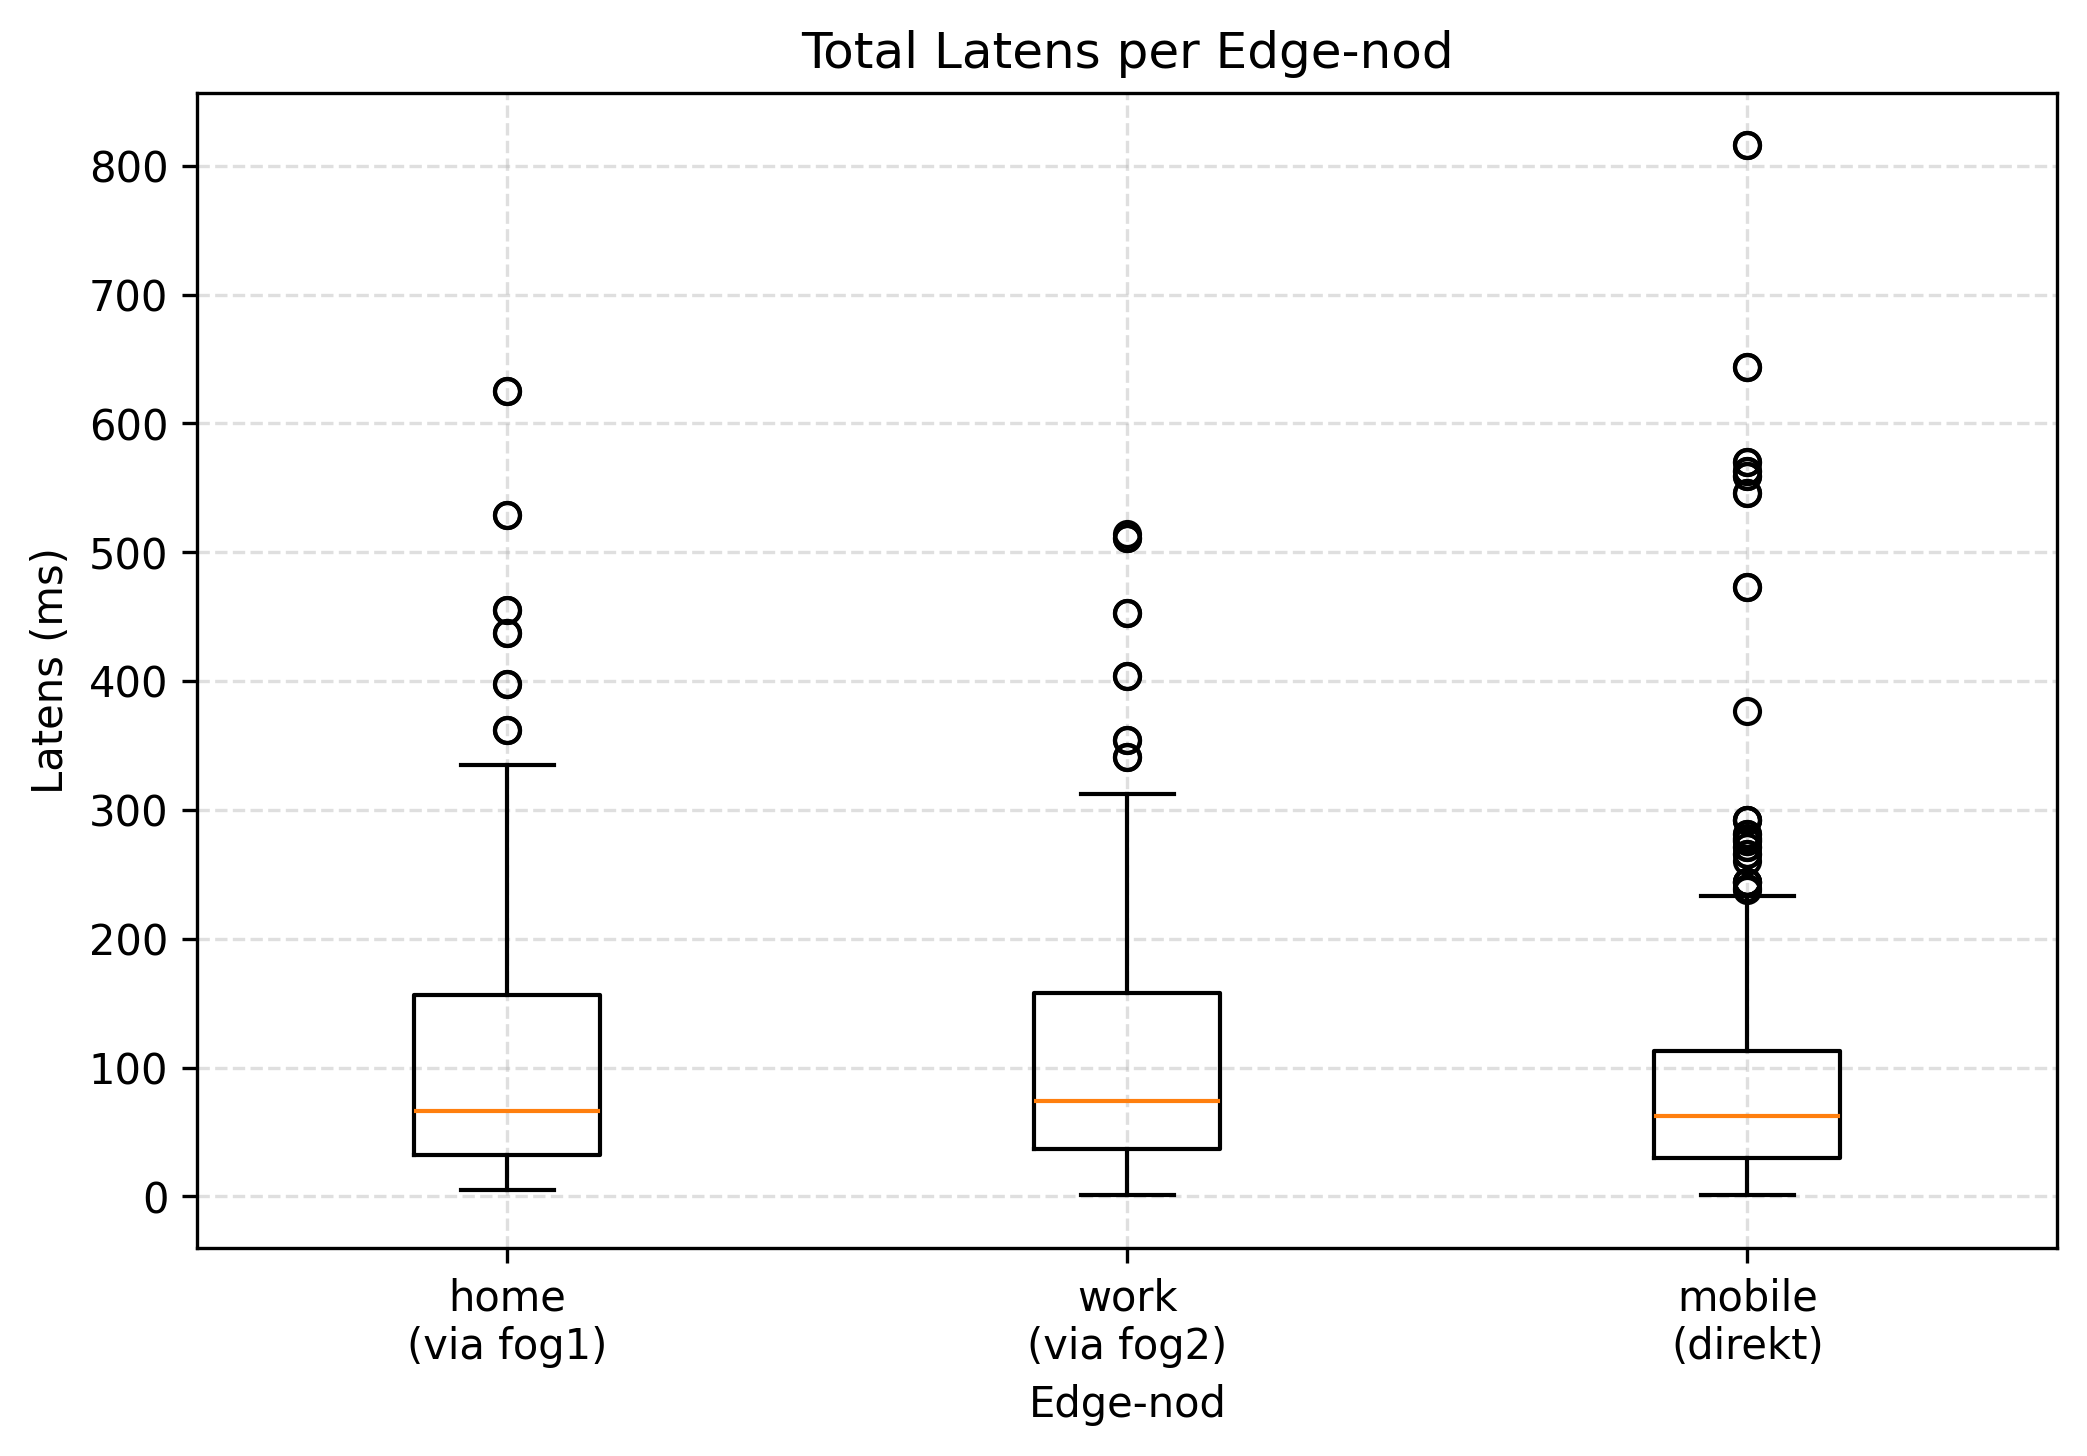 Total Latens per Edge-nod
Latens (ms)
800
700
600
500
400
300
200
100
0
home
(via fog1)
work
(via fog2)
mobile
(direkt)
Edge-nod